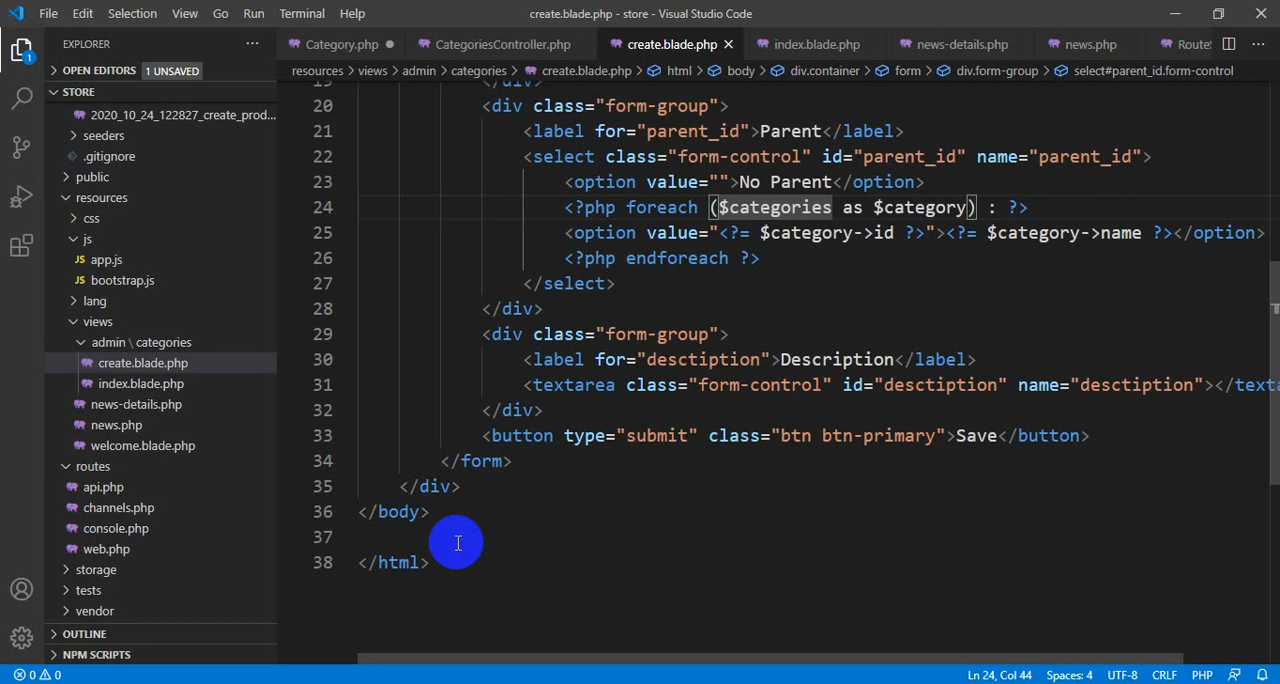 File Edit Selection View Go Run Terminal Help create.blade.php - store - Visual Studio Code
EXPLORER
Category.php CategoriesController.php create.blade.php index.blade.php news-details.php news.php Route
OPEN EDITORS 1 UNSAVED
resources > views > admin > categories > create.blade.php > html > body > div.container > form > div.form-group > select#parent_id.form-control
STORE
2020_10_24_122827_create_prod...
seeders
.gitignore
public
resources
css
js
app.js
bootstrap.js
lang
views
admin \ categories
create.blade.php
index.blade.php
news-details.php
news.php
welcome.blade.php
routes
api.php
channels.php
console.php
web.php
storage
tests
vendor
OUTLINE
NPM SCRIPTS
19 </div>
20 <div class="form-group">
21 <label for="parent_id">Parent</label>
22 <select class="form-control" id="parent_id" name="parent_id">
23 <option value="">No Parent</option>
24 <?php foreach ($categories as $category) : ?>
25 <option value="<?= $category->id ?>"><?= $category->name ?></option>
26 <?php endforeach ?>
27 </select>
28 </div>
29 <div class="form-group">
30 <label for="desctiption">Description</label>
31 <textarea class="form-control" id="desctiption" name="desctiption"></texta
32 </div>
33 <button type="submit" class="btn btn-primary">Save</button>
34 </form>
35 </div>
36 </body>
37
38 </html>
0 0 Ln 24, Col 44 Spaces: 4 UTF-8 CRLF PHP
1